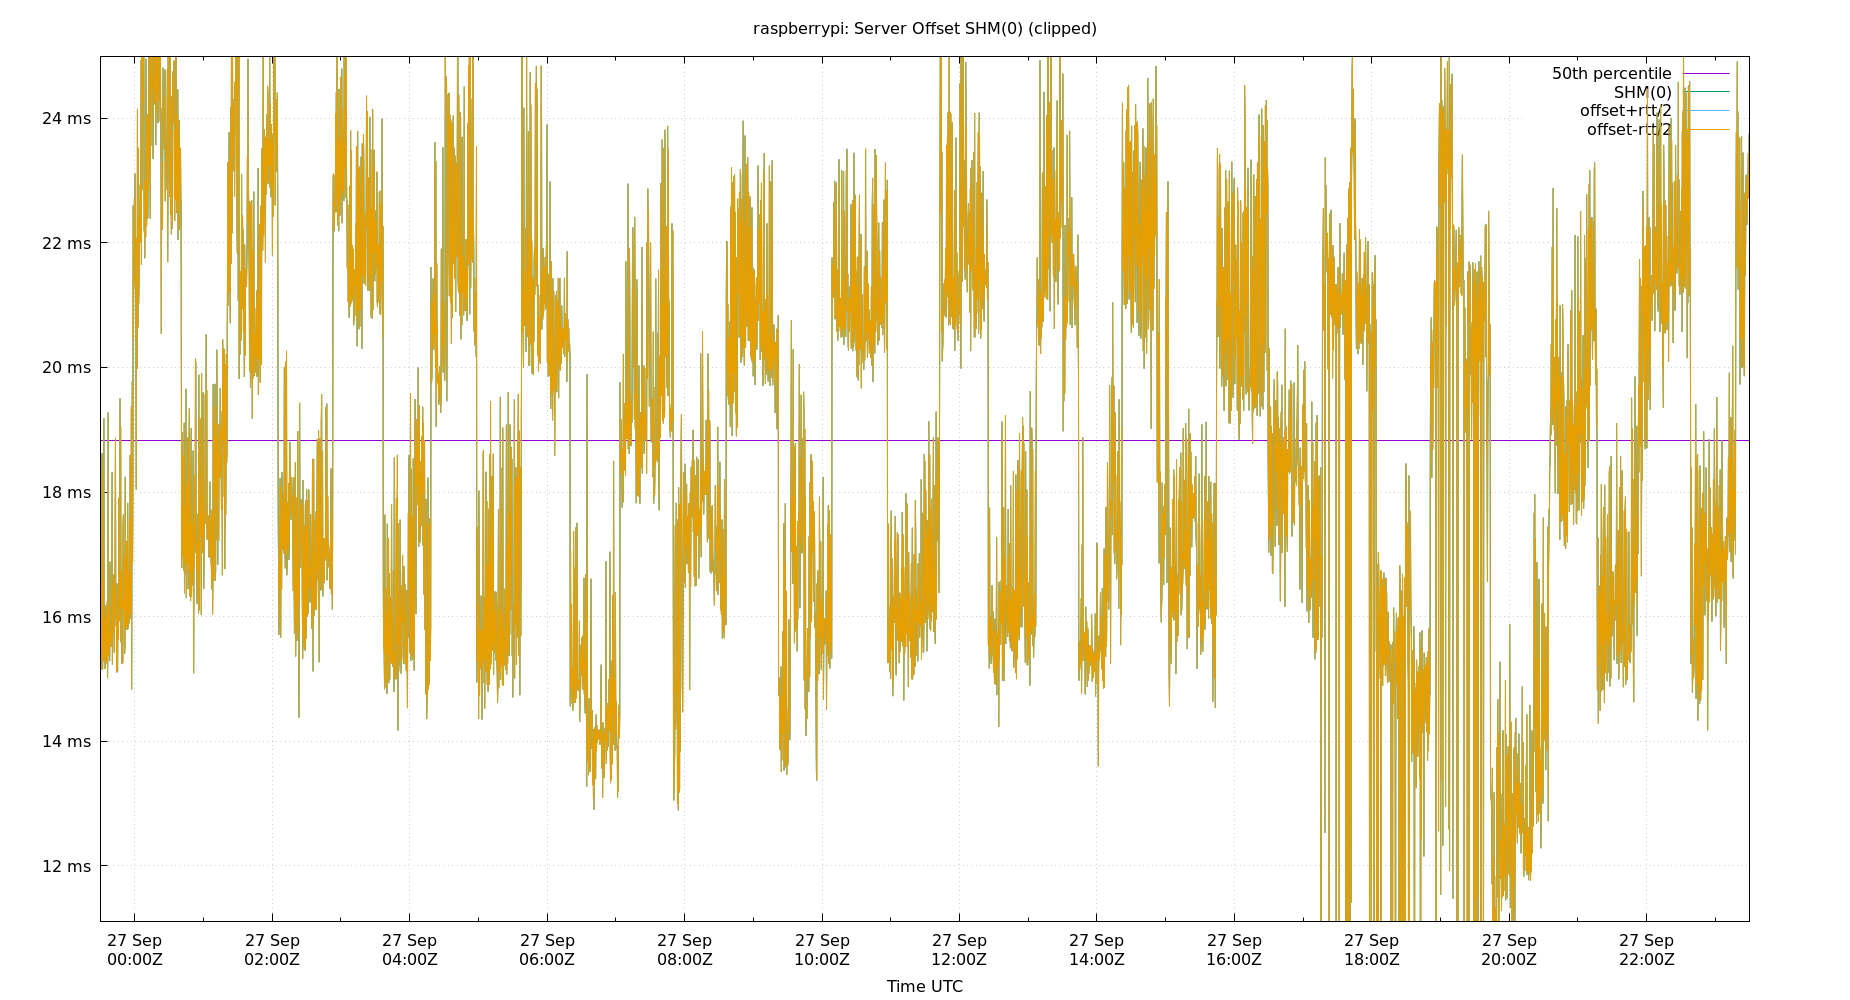 raspberrypi: Server Offset SHM(0) (clipped)
50th percentile
SHM(0)
offset+rtt/2
offset-rtt/2
24 ms
22 ms
20 ms
18 ms
16 ms
14 ms
12 ms
27 Sep 27 Sep 27 Sep 27 Sep 27 Sep 27 Sep 27 Sep 27 Sep 27 Sep 27 Sep 27 Sep 27 Sep
00:00Z 02:00Z 04:00Z 06:00Z 08:00Z 10:00Z 12:00Z 14:00Z 16:00Z 18:00Z 20:00Z 22:00Z
Time UTC